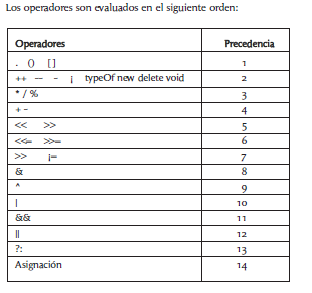 Los operadores son evaluados en el siguiente orden:
Operadores Precedencia
. () [] 1
++ -- - ¡ typeOf new delete void 2
* / % 3
+ - 4
<< >> 5
<<= >>= 6
>> ¡= 7
& 8
^ 9
| 10
&& 11
|| 12
?: 13
Asignación 14